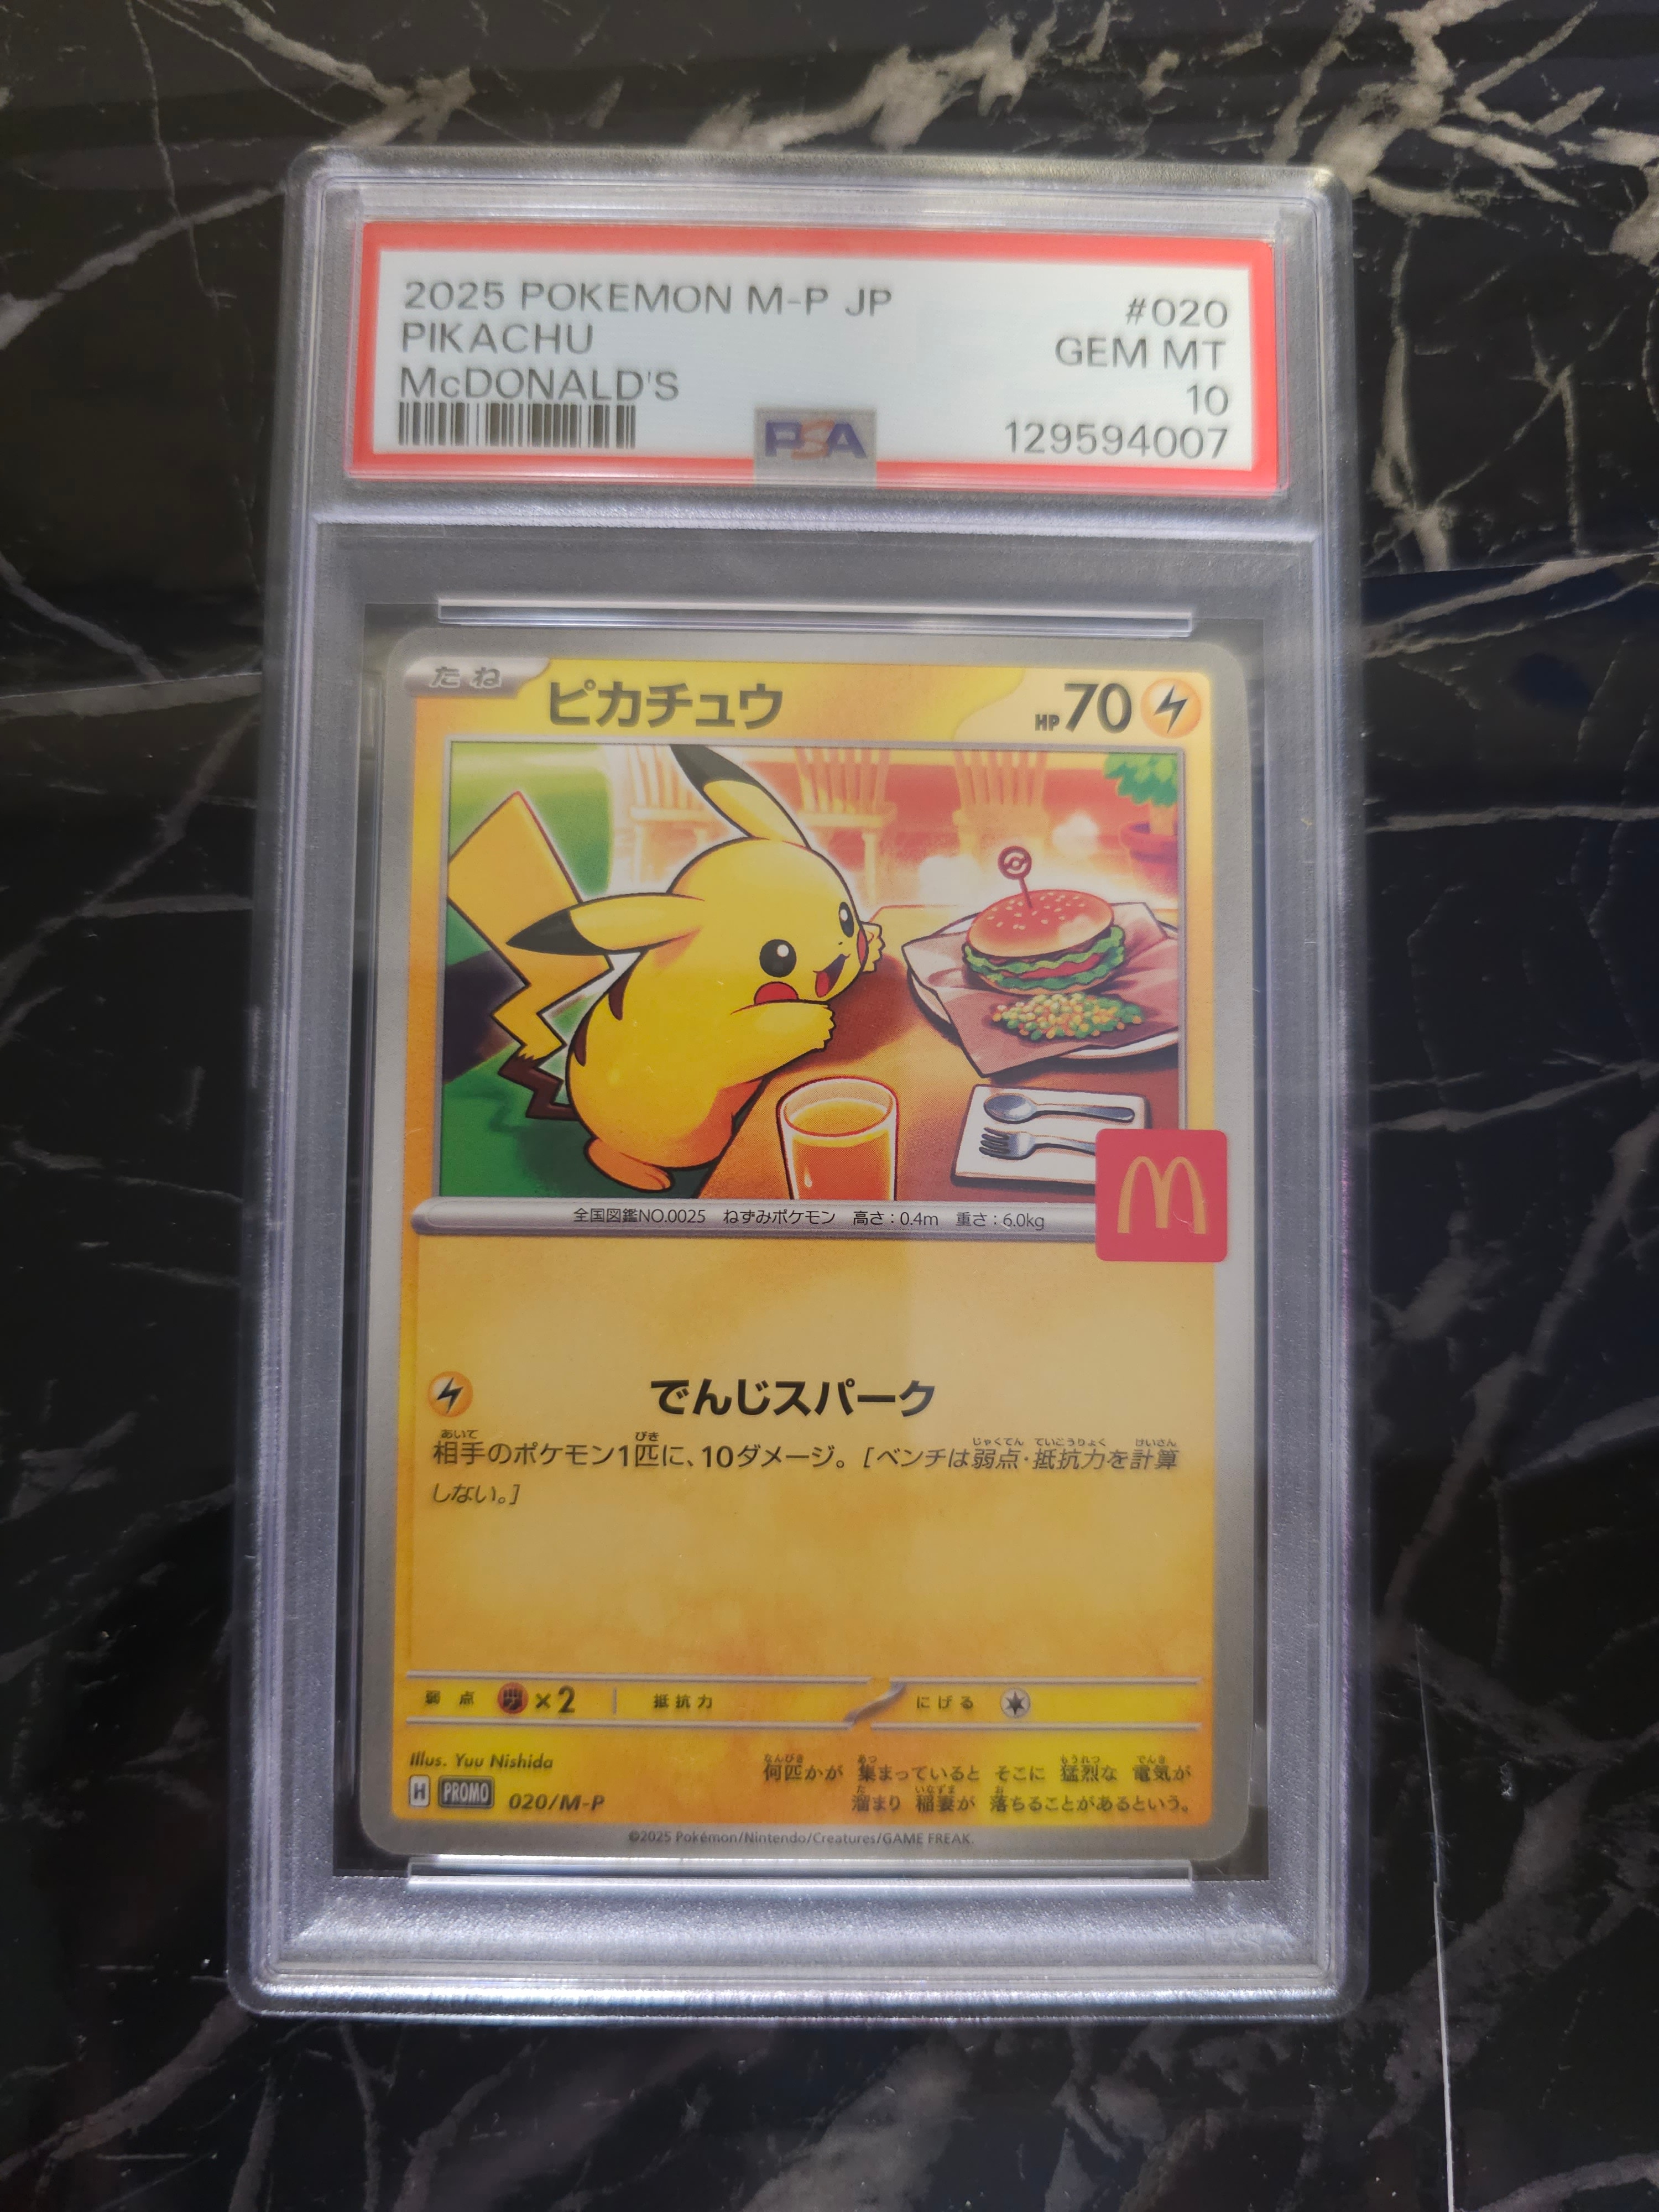 2025 POKEMON M-P JP #020
PIKACHU GEM MT
McDONALD'S 10
PSA 129594007
たね ピカチュウ HP70
全国図鑑NO.0025 ねずみポケモン 高さ:0.4m 重さ:6.0kg
M
でんじスパーク
相手のポケモン1匹に、10ダメージ。[ベンチは弱点・抵抗力を計算
しない。]
弱点 ×2 抵抗力 にげる
Illus. Yuu Nishida
H PROMO 020/M-P
何匹かが 集まっていると そこに 猛烈な 電気が
溜まり 稲妻が 落ちることがあるという。
©2025 Pokémon/Nintendo/Creatures/GAME FREAK.